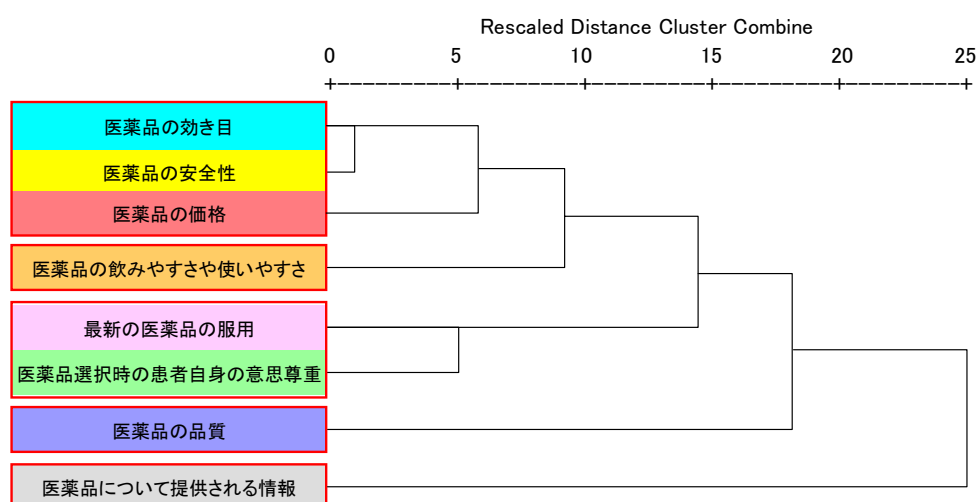 Rescaled Distance Cluster Combine
0 5 10 15 20 25
医薬品の効き目
医薬品の安全性
医薬品の価格
医薬品の飲みやすさや使いやすさ
最新の医薬品の服用
医薬品選択時の患者自身の意思尊重
医薬品の品質
医薬品について提供される情報